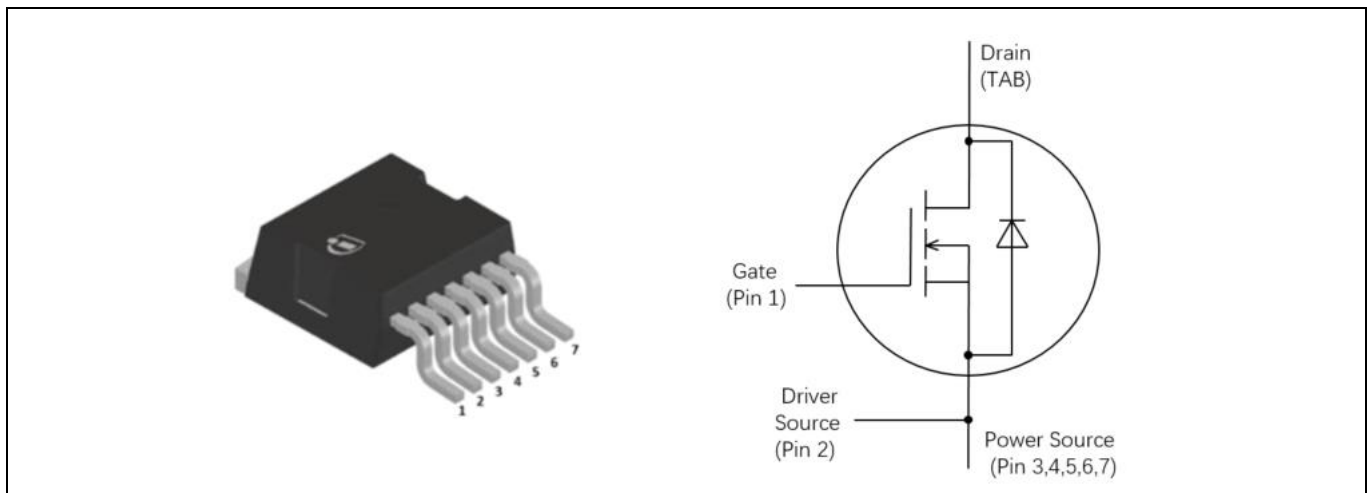 1
2
3
4
5
6
7
Drain
(TAB)
Gate
(Pin 1)
Driver
Source
(Pin 2)
Power Source
(Pin 3,4,5,6,7)